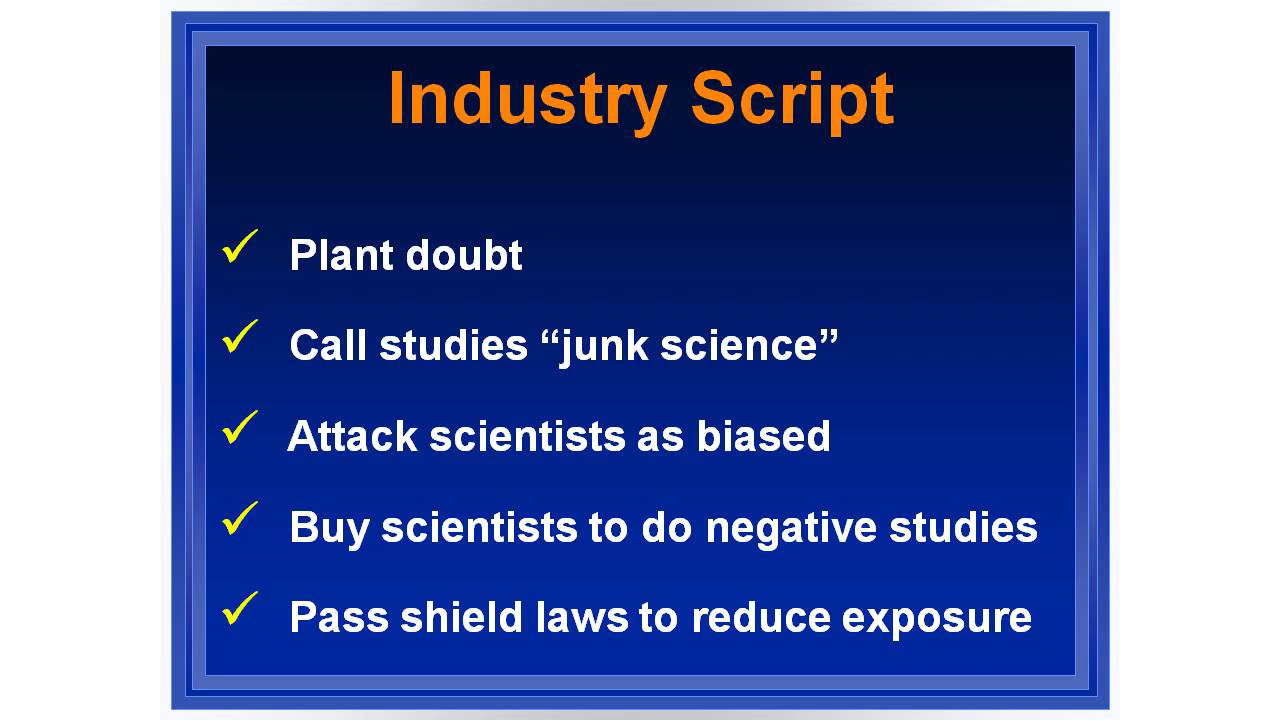 Industry Script
✓ Plant doubt
✓ Call studies “junk science”
✓ Attack scientists as biased
✓ Buy scientists to do negative studies
✓ Pass shield laws to reduce exposure